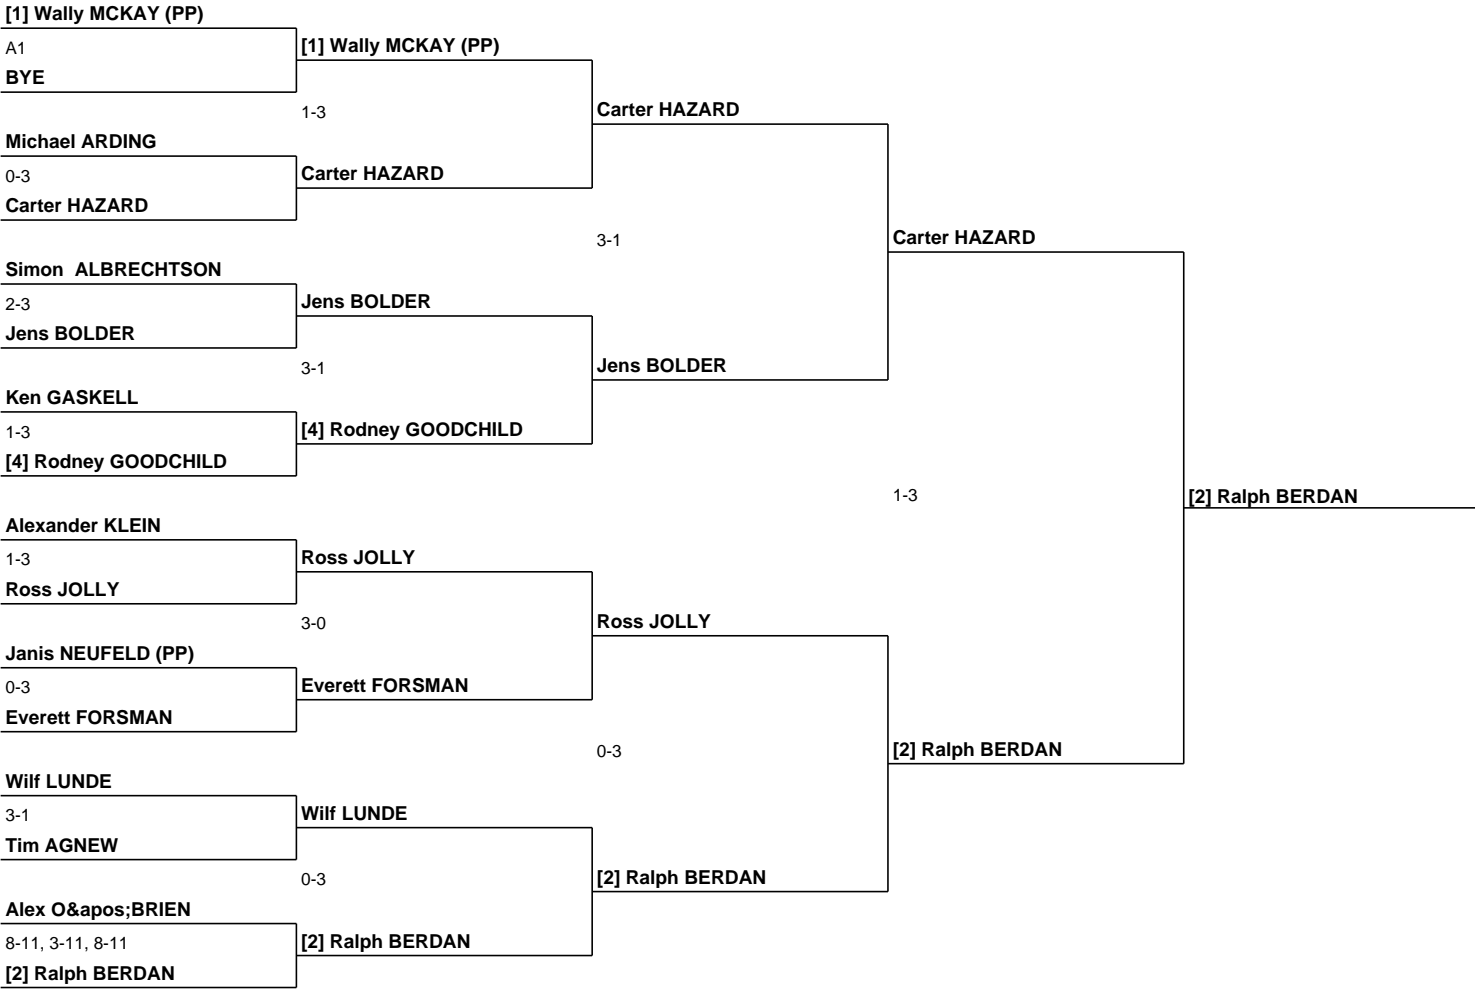 [1] Wally MCKAY (PP)
A1
BYE
[1] Wally MCKAY (PP)
1-3
Michael ARDING
0-3
Carter HAZARD
Carter HAZARD
Carter HAZARD
3-1
Simon  ALBRECHTSON
2-3
Jens BOLDER
Jens BOLDER
3-1
Ken GASKELL
1-3
[4] Rodney GOODCHILD
[4] Rodney GOODCHILD
Jens BOLDER
Carter HAZARD
1-3
Alexander KLEIN
1-3
Ross JOLLY
Ross JOLLY
3-0
Janis NEUFELD (PP)
0-3
Everett FORSMAN
Everett FORSMAN
Ross JOLLY
0-3
Wilf LUNDE
3-1
Tim AGNEW
Wilf LUNDE
0-3
Alex O&apos;BRIEN
8-11, 3-11, 8-11
[2] Ralph BERDAN
[2] Ralph BERDAN
[2] Ralph BERDAN
[2] Ralph BERDAN
[2] Ralph BERDAN